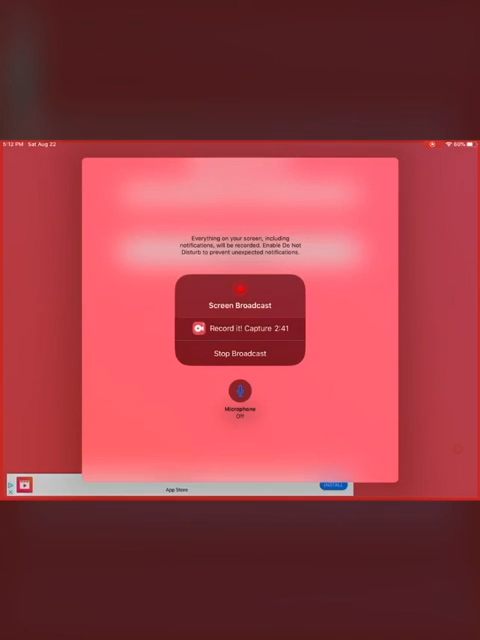 5:12 PM Sat Aug 22
60%
Everything on your screen, including
notifications, will be recorded. Enable Do Not
Disturb to prevent unexpected notifications.
Screen Broadcast
Record it! Capture 2:41
Stop Broadcast
Microphone
Off
App Store
INSTALL